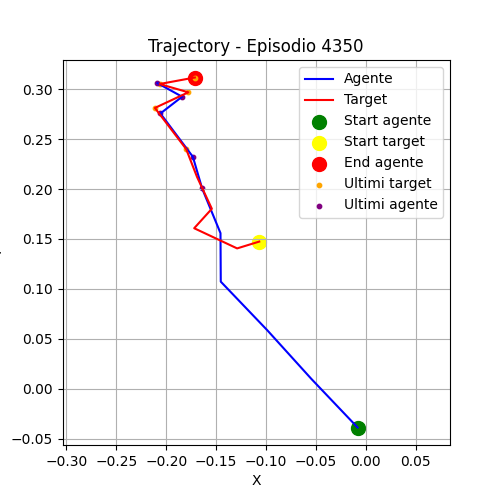 Trajectory - Episodio 4350
Agente
Target
Start agente
Start target
End agente
Ultimi target
Ultimi agente
0.30
0.25
0.20
0.15
0.10
0.05
0.00
−0.05
−0.30 −0.25 −0.20 −0.15 −0.10 −0.05 0.00 0.05
X